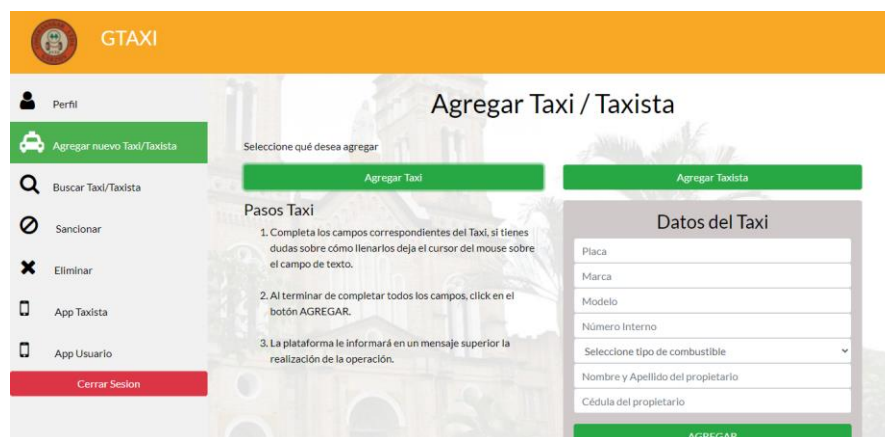 GTAXI
Perfil
Agregar nuevo Taxi/Taxista
Buscar Taxi/Taxista
Sancionar
Eliminar
App Taxista
App Usuario
Cerrar Sesion
Agregar Taxi / Taxista
Seleccione qué desea agregar
Agregar Taxi
Agregar Taxista
Pasos Taxi
1. Completa los campos correspondientes del Taxi, si tienes
dudas sobre cómo llenarlos deja el cursor del mouse sobre
el campo de texto.
2. Al terminar de completar todos los campos, click en el
botón AGREGAR.
3. La plataforma le informará en un mensaje superior la
realización de la operación.
Datos del Taxi
Placa
Marca
Modelo
Número Interno
Seleccione tipo de combustible
Nombre y Apellido del propietario
Cédula del propietario
AGREGAR